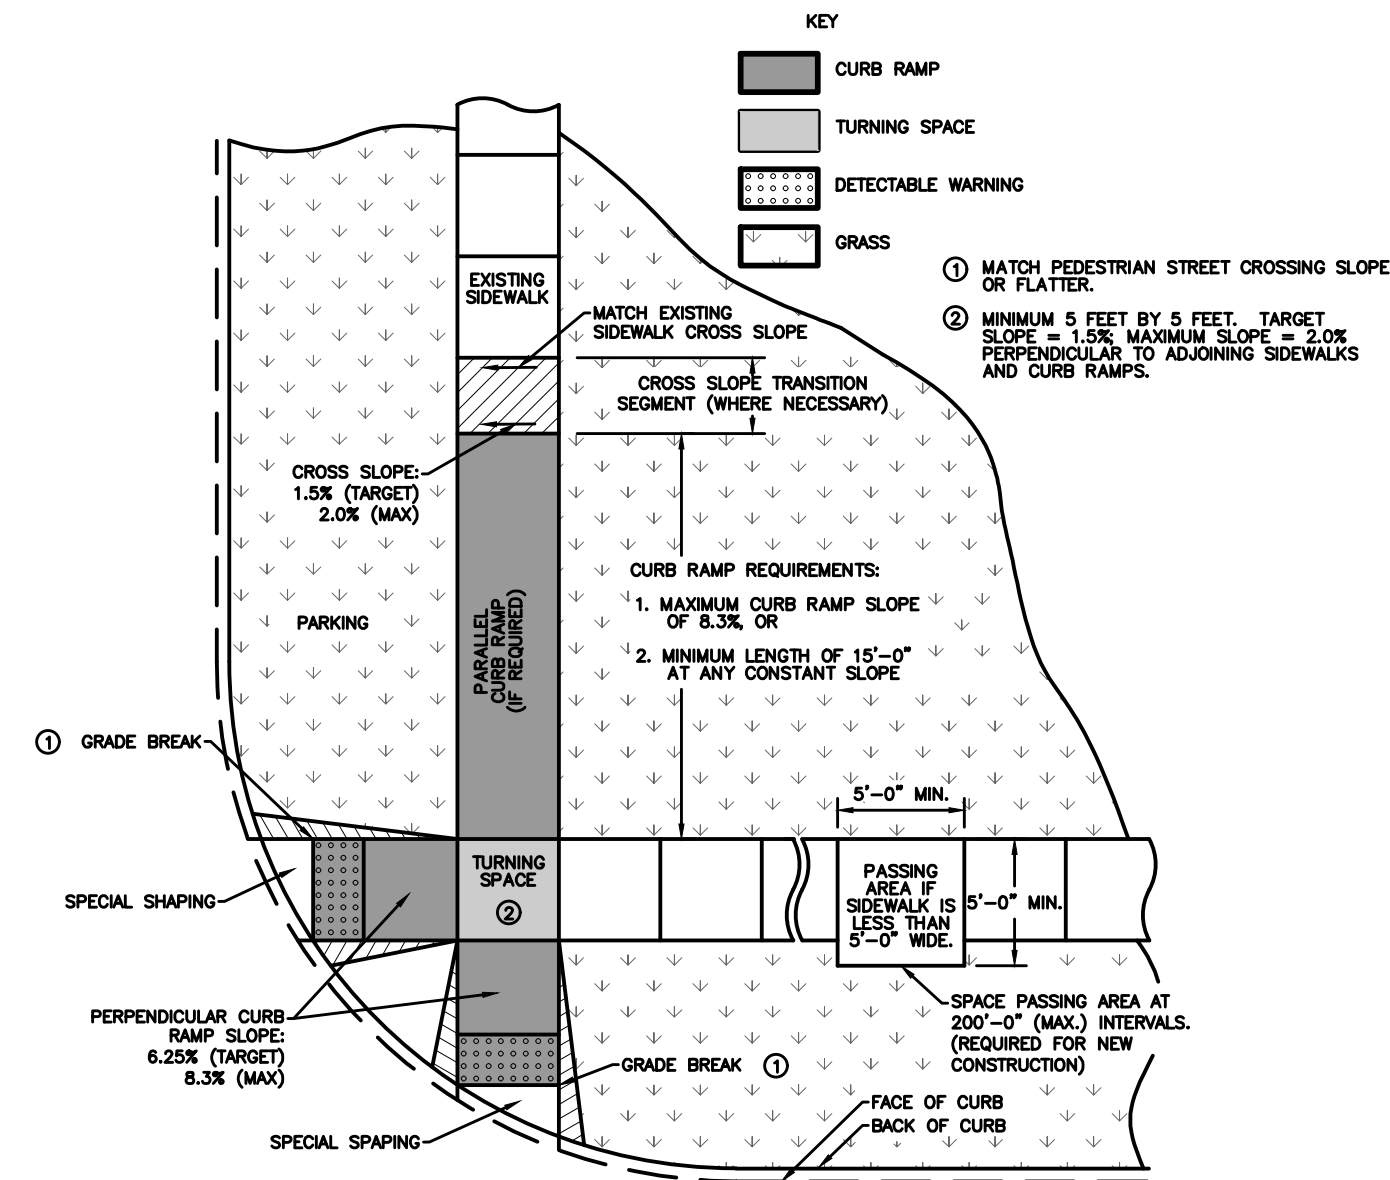 KEY
CURB RAMP
TURNING SPACE
DETECTABLE WARNING
GRASS
1 MATCH PEDESTRIAN STREET CROSSING SLOPE
OR FLATTER.
2 MINIMUM 5 FEET BY 5 FEET. TARGET
SLOPE = 1.5%; MAXIMUM SLOPE = 2.0%
PERPENDICULAR TO ADJOINING SIDEWALKS
AND CURB RAMPS.
EXISTING
SIDEWALK
MATCH EXISTING
SIDEWALK CROSS SLOPE
CROSS SLOPE TRANSITION
SEGMENT (WHERE NECESSARY)
CROSS SLOPE:
1.5% (TARGET)
2.0% (MAX)
CURB RAMP REQUIREMENTS:
1. MAXIMUM CURB RAMP SLOPE
OF 8.3%, OR
2. MINIMUM LENGTH OF 15'-0"
AT ANY CONSTANT SLOPE
PARKING
PARALLEL
CURB RAMP
(IF REQUIRED)
1 GRADE BREAK
5'-0" MIN.
TURNING
SPACE
2
PASSING
AREA IF
SIDEWALK IS
LESS THAN
5'-0" WIDE.
5'-0" MIN.
SPECIAL SHAPING
PERPENDICULAR CURB
RAMP SLOPE:
6.25% (TARGET)
8.3% (MAX)
SPACE PASSING AREA AT
200'-0" (MAX.) INTERVALS.
(REQUIRED FOR NEW
CONSTRUCTION)
GRADE BREAK 1
FACE OF CURB
BACK OF CURB
SPECIAL SPAPING